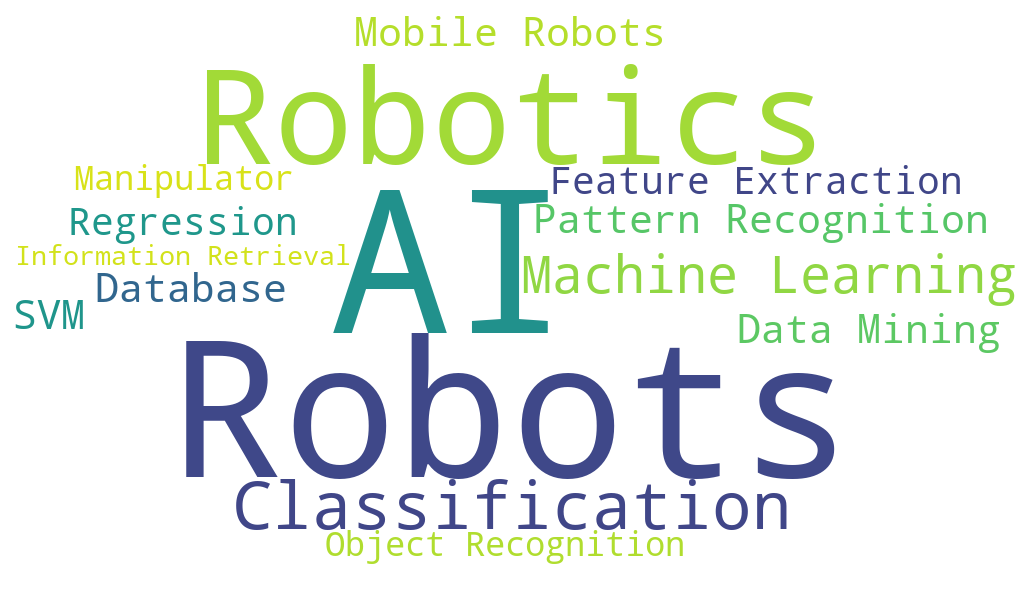 Mobile Robots
Robotics
Manipulator
Feature Extraction
AI
Regression
Pattern Recognition
Information Retrieval
Machine Learning
Database
SVM
Data Mining
Robots
Classification
Object Recognition